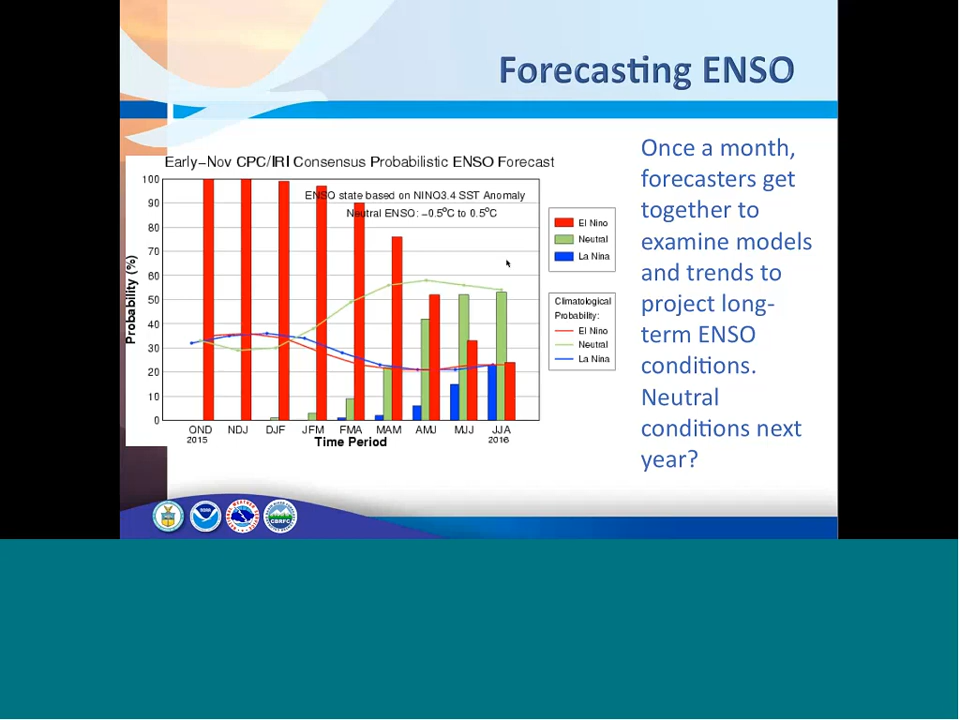 Forecasting ENSO
Once a month,
forecasters get
together to
examine models
and trends to
project long-
term ENSO
conditions.
Neutral
conditions next
year?
Early-Nov CPC/IRI Consensus Probabilistic ENSO Forecast
ENSO state based on NINO3.4 SST Anomaly
Neutral ENSO: -0.5°C to 0.5°C
Probability (%)
100
90
80
70
60
50
40
30
20
10
0
OND NDJ DJF JFM FMA MAM AMJ MJJ JJA
2015 2016
Time Period
El Nino
Neutral
La Nina
Climatological
Probability:
El Nino
Neutral
La Nina
CBRFC